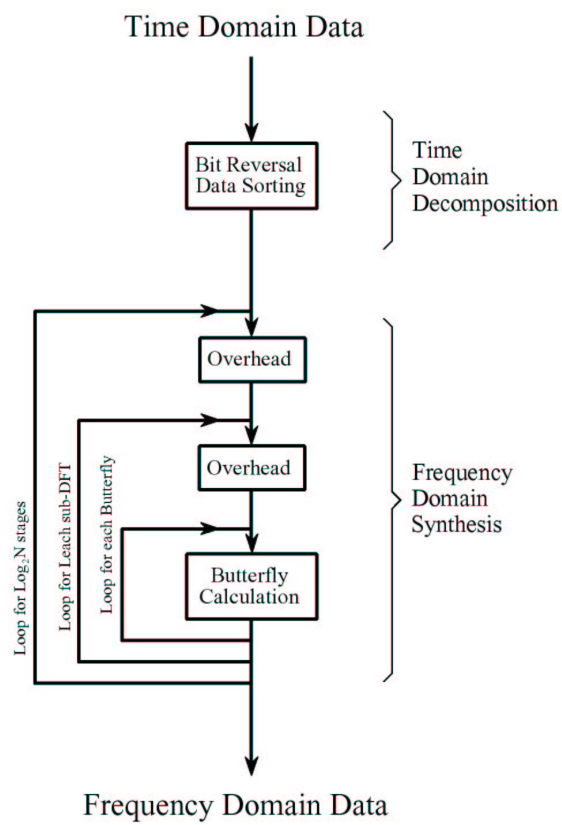 Time Domain Data
Bit Reversal
Data Sorting
Time
Domain
Decomposition
Overhead
Overhead
Butterfly
Calculation
Loop for Log₂N stages
Loop for Leach sub-DFT
Loop for each Butterfly
Frequency
Domain
Synthesis
Frequency Domain Data